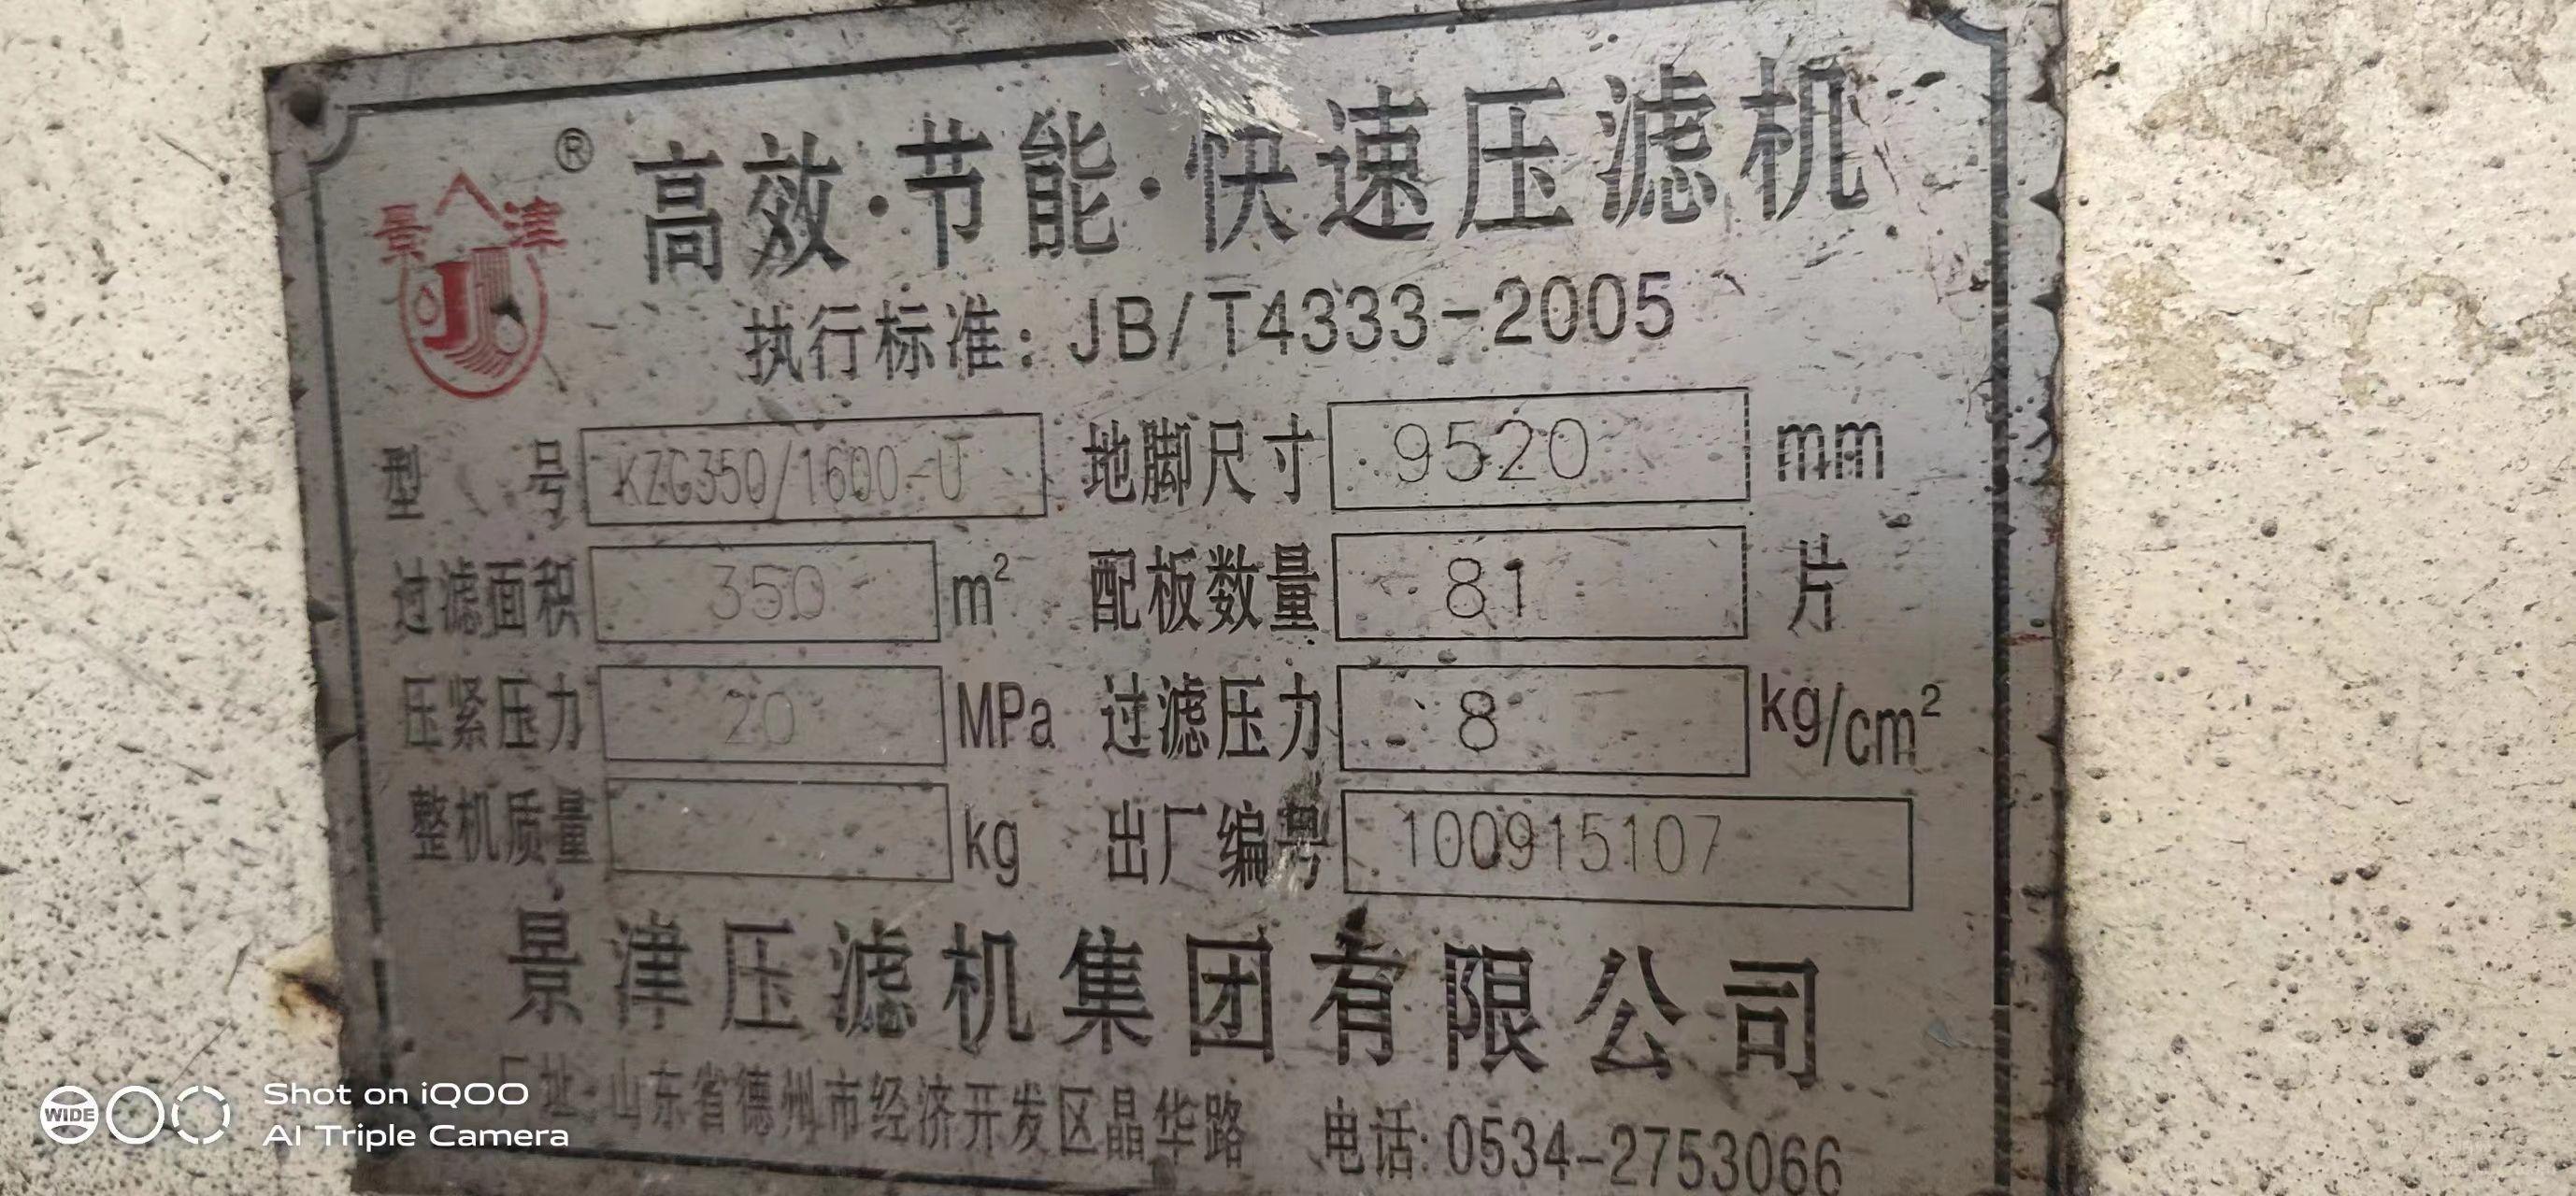 景津 ®
高效·节能·快速压滤机
执行标准：JB/T4333-2005
型号 KZG350/1600-U 地脚尺寸 9520 mm
过滤面积 350 m² 配板数量 81 片
压紧压力 20 MPa 过滤压力 8 kg/cm²
整机质量 kg 出厂编号 100915107
景津压滤机集团有限公司
厂址：山东省德州市经济开发区晶华路 电话：0534-2753066
WIDE
Shot on iQOO
AI Triple Camera